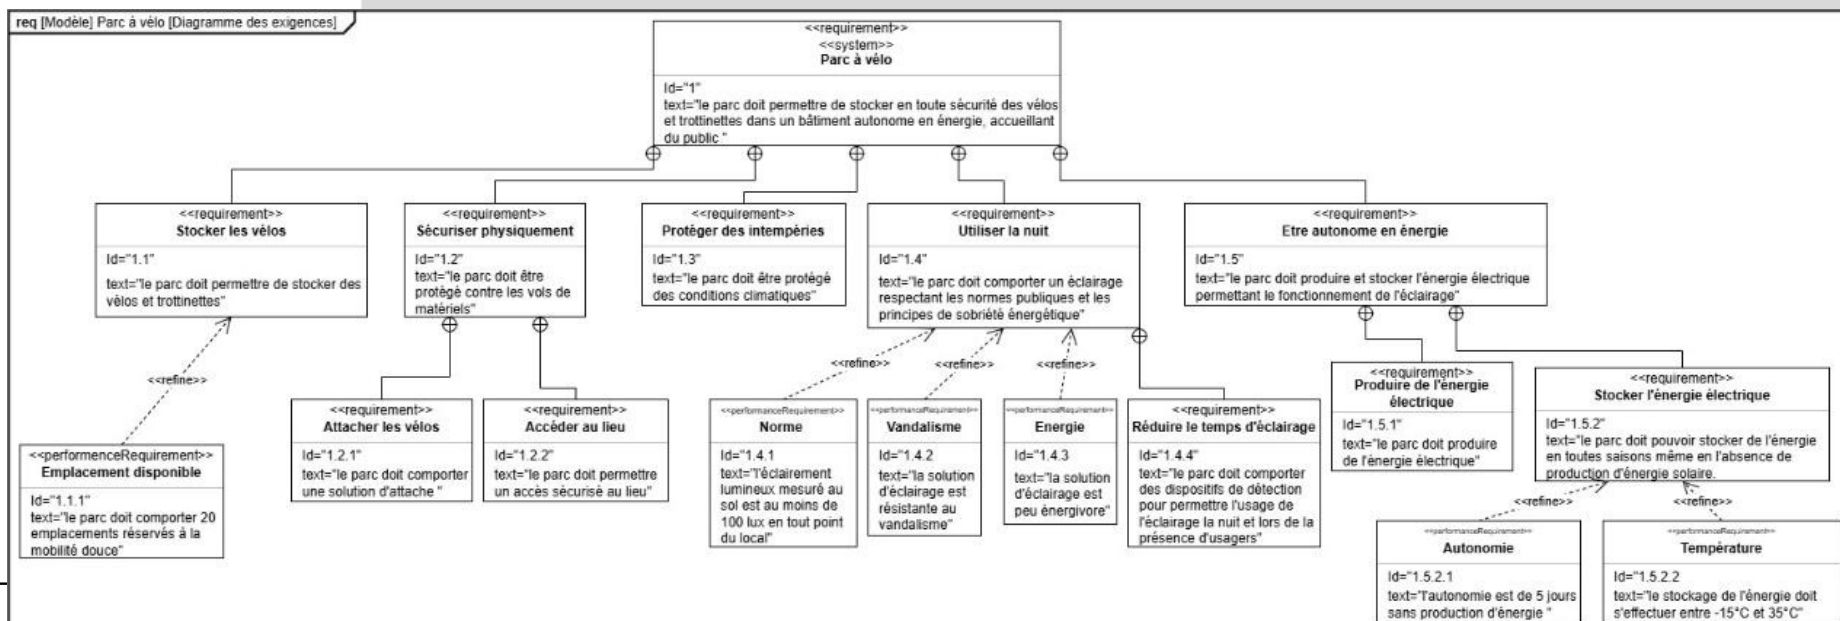 req [Modèle] Parc à vélo [Diagramme des exigences]
<<requirement>>
<<system>>
Parc à vélo
Id="1"
text="le parc doit permettre de stocker en toute sécurité des vélos
et trottinettes dans un bâtiment autonome en énergie, accueillant
du public "
<<requirement>>
Stocker les vélos
Id="1.1"
text="le parc doit permettre de stocker des
vélos et trottinettes"
<<requirement>>
Sécuriser physiquement
Id="1.2"
text="le parc doit être
protégé contre les vols de
matériels"
<<requirement>>
Protéger des intempéries
Id="1.3"
text="le parc doit être protégé
des conditions climatiques"
<<requirement>>
Utiliser la nuit
Id="1.4"
text="le parc doit comporter un éclairage
respectant les normes publiques et les
principes de sobriété énergétique"
<<requirement>>
Etre autonome en énergie
Id="1.5"
text="le parc doit produire et stocker l'énergie électrique
permettant le fonctionnement de l'éclairage"
<<refine>>
<<refine>>
<<refine>>
<<refine>>
<<performanceRequirement>>
Emplacement disponible
Id="1.1.1"
text="le parc doit comporter 20
emplacements réservés à la
mobilité douce"
<<requirement>>
Attacher les vélos
Id="1.2.1"
text="le parc doit comporter
une solution d'attache "
<<requirement>>
Accéder au lieu
Id="1.2.2"
text="le parc doit permettre
un accès sécurisé au lieu"
<<performanceRequirement>>
Norme
Id="1.4.1
text="l'éclairement
lumineux mesuré au
sol est au moins de
100 lux en tout point
du local"
<<performanceRequirement>>
Vandalisme
Id="1.4.2
text="la solution
d'éclairage est
résistante au
vandalisme"
<<performanceRequirement>>
Energie
Id="1.4.3
text="la solution
d'éclairage est
peu énergivore"
<<requirement>>
Réduire le temps d'éclairage
Id="1.4.4"
text="le parc doit comporter
des dispositifs de détection
pour permettre l'usage de
l'éclairage la nuit et lors de la
présence d'usagers"
<<requirement>>
Produire de l'énergie
électrique
Id="1.5.1"
text="le parc doit produire
de l'énergie électrique"
<<requirement>>
Stocker l'énergie électrique
Id="1.5.2"
text="le parc doit pouvoir stocker de l'énergie
en toutes saisons même en l'absence de
production d'énergie solaire.
<<refine>>
<<refine>>
<<performanceRequirement>>
Autonomie
Id="1.5.2.1
text="l'autonomie est de 5 jours
sans production d'énergie "
<<performanceRequirement>>
Température
Id="1.5.2.2
text="le stockage de l'énergie doit
s'effectuer entre -15°C et 35°C"